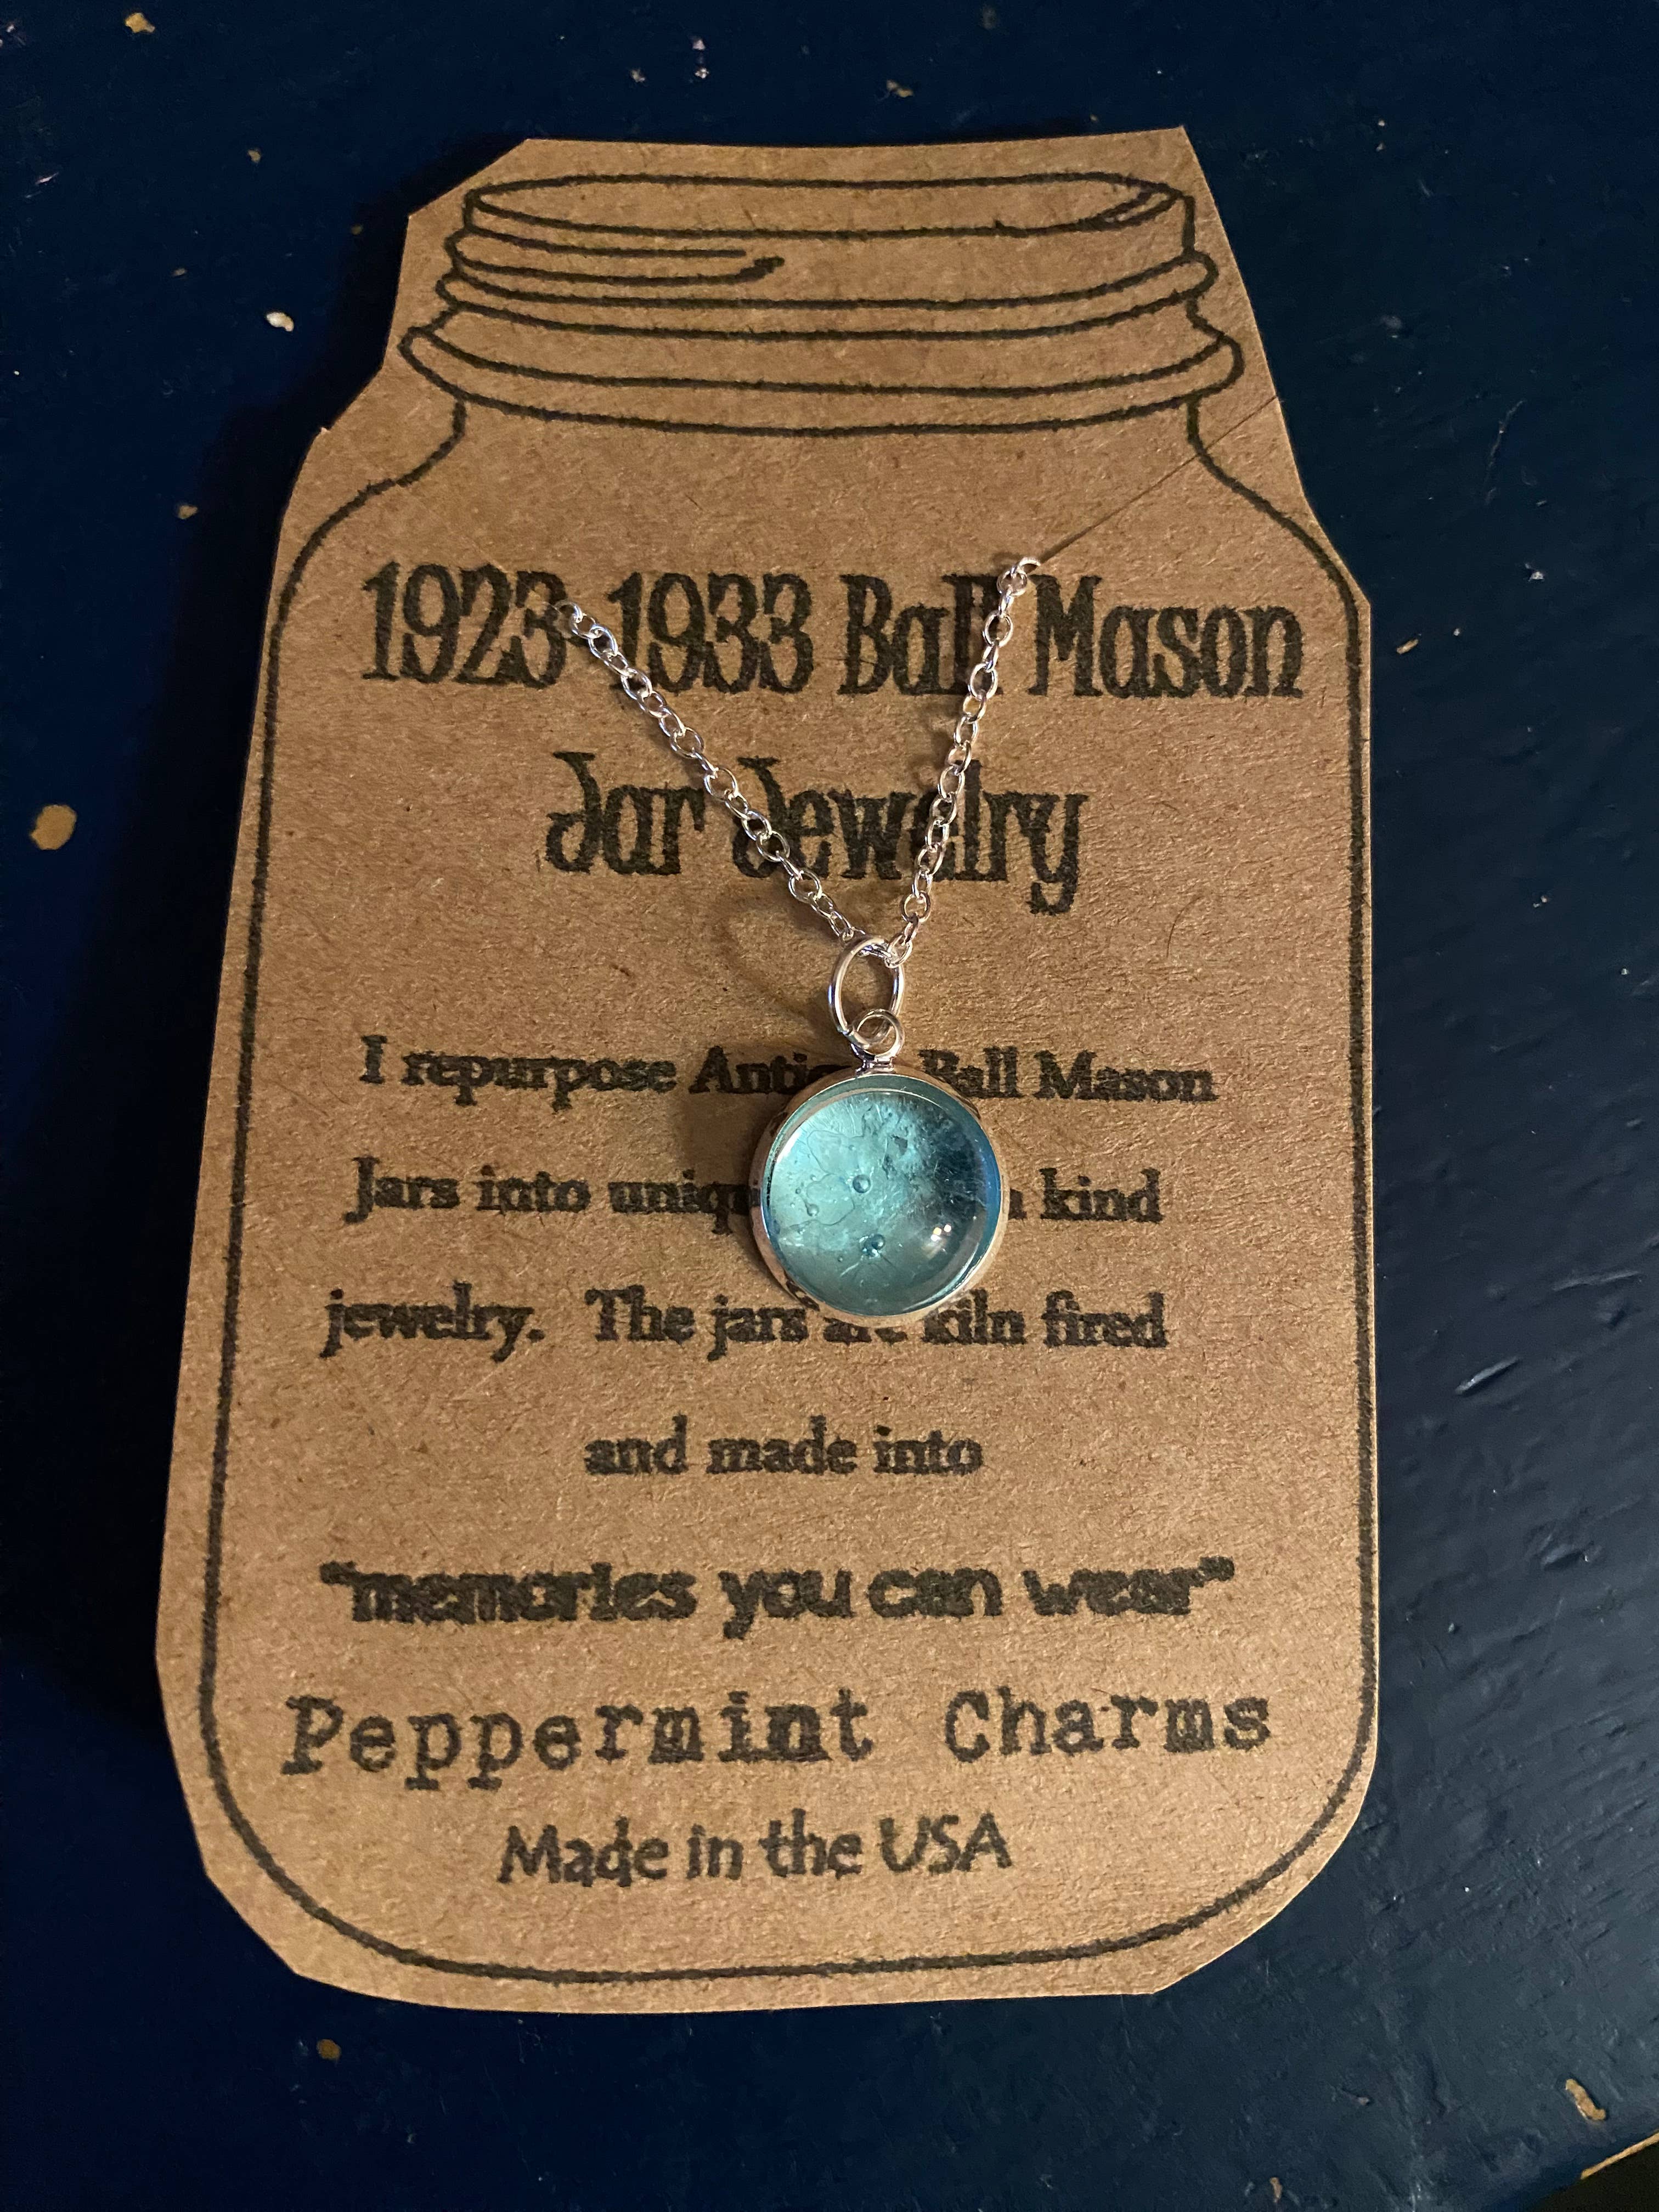 1923-1933 Ball Mason
Jar Jewelry
I repurpose Antique Ball Mason
Jars into unique kind
jewelry. The jars are kiln fired
and made into
"memories you can wear"
Peppermint Charms
Made in the USA